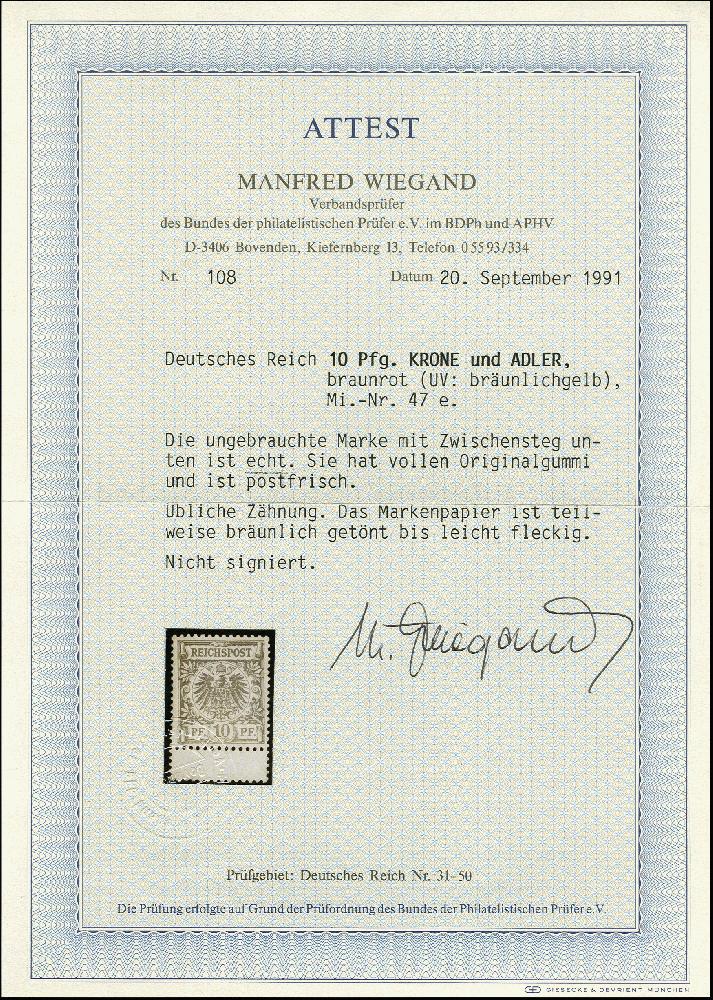 ATTEST
MANFRED WIEGAND
Verbandsprüfer
des Bundes der philatelistischen Prüfer e.V. im BDPh und APHV
D-3406 Bovenden, Kiefernberg 13, Telefon 05593/334
Nr. 108 Datum 20. September 1991
Deutsches Reich 10 Pfg. KRONE und ADLER,
braunrot (UV: bräunlichgelb),
Mi.-Nr. 47 e.
Die ungebrauchte Marke mit Zwischensteg un-
ten ist echt. Sie hat vollen Originalgummi
und ist postfrisch.
Übliche Zähnung. Das Markenpapier ist teil-
weise bräunlich getönt bis leicht fleckig.
Nicht signiert.
M. Wiegand
REICHSPOST
PF. 10 PF.
Prüfgebiet: Deutsches Reich Nr. 31-50
Die Prüfung erfolgte auf Grund der Prüfordnung des Bundes der Philatelistischen Prüfer e.V.
GIESECKE & DEVRIENT MÜNCHEN